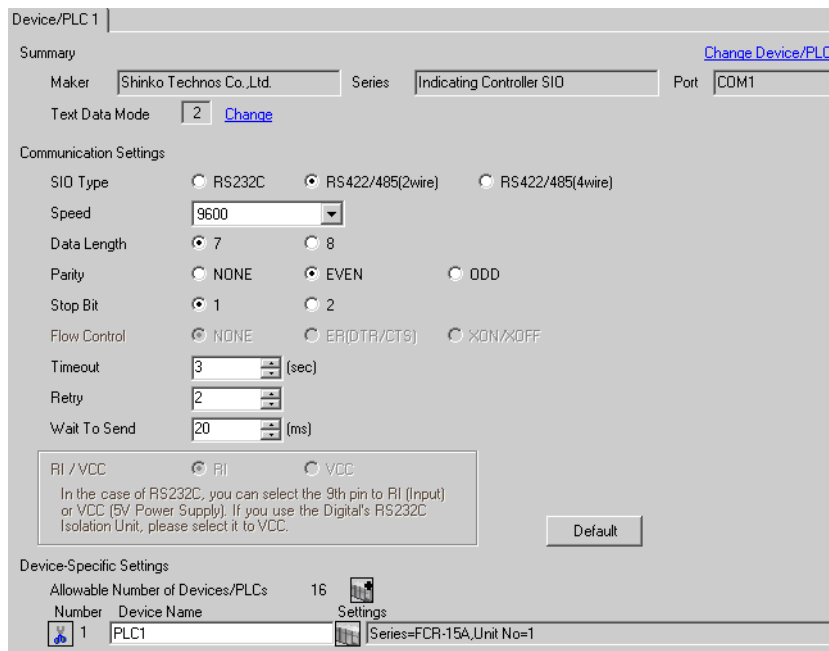 Device/PLC 1
Summary Change Device/PLC
Maker Shinko Technos Co.,Ltd. Series Indicating Controller SIO Port COM1
Text Data Mode 2 Change
Communication Settings
SIO Type RS232C RS422/485(2wire) RS422/485(4wire)
Speed 9600
Data Length 7 8
Parity NONE EVEN ODD
Stop Bit 1 2
Flow Control NONE ER(DTR/CTS) XON/XOFF
Timeout 3 (sec)
Retry 2
Wait To Send 20 (ms)
RI / VCC RI VCC
In the case of RS232C, you can select the 9th pin to RI (Input)
or VCC (5V Power Supply). If you use the Digital's RS232C
Isolation Unit, please select it to VCC.
Default
Device-Specific Settings
Allowable Number of Devices/PLCs 16
Number Device Name Settings
1 PLC1 Series=FCR-15A,Unit No=1